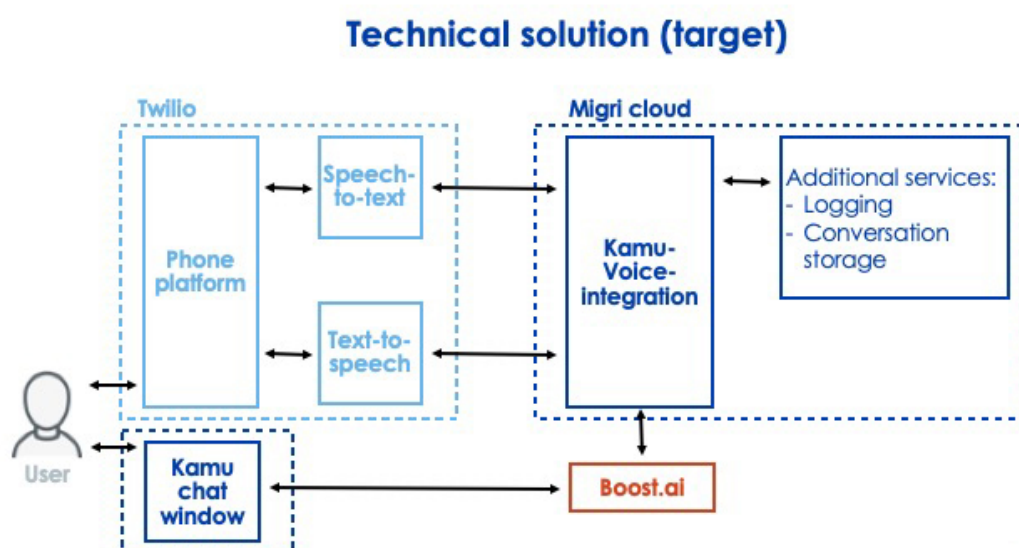 Technical solution (target)
Twilio
Migri cloud
Phone
platform
Speech-
to-text
Text-to-
speech
Kamu-
Voice-
integration
Additional services:
- Logging
- Conversation
storage
User
Kamu
chat
window
Boost.ai